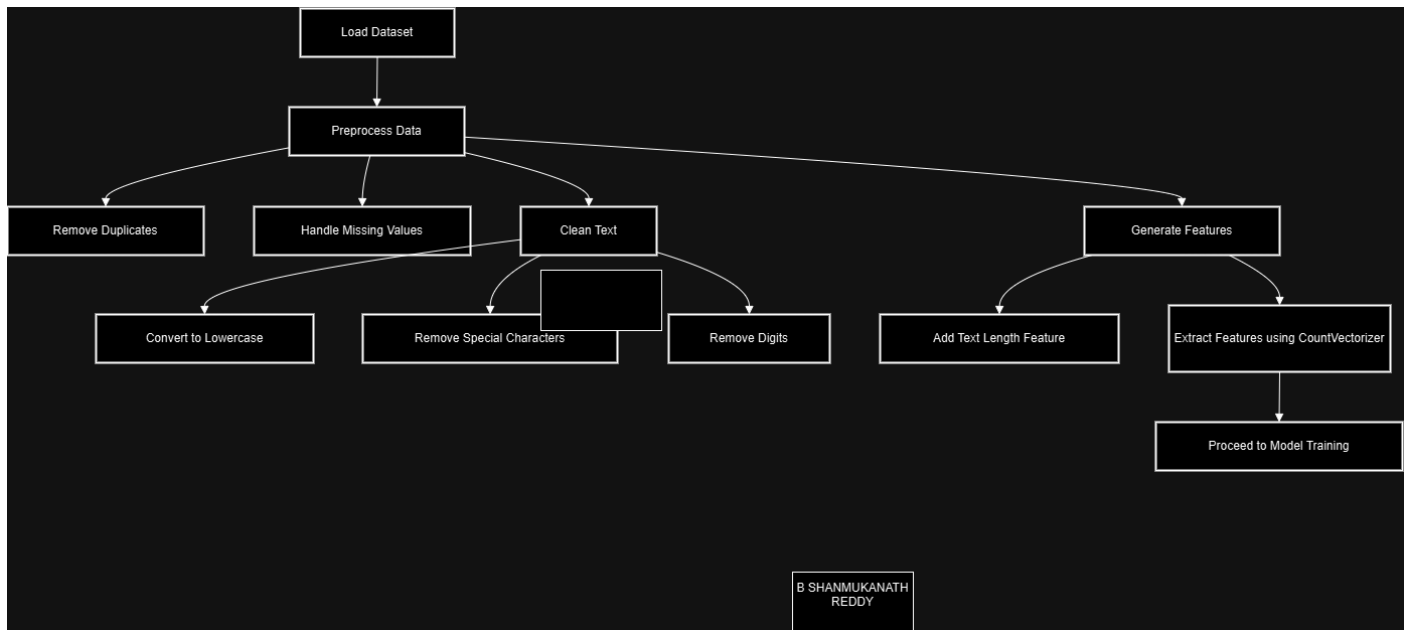 Load Dataset
Preprocess Data
Remove Duplicates
Handle Missing Values
Clean Text
Generate Features
Convert to Lowercase
Remove Special Characters
Remove Digits
Add Text Length Feature
Extract Features using CountVectorizer
Proceed to Model Training
B SHANMUKANATH
REDDY